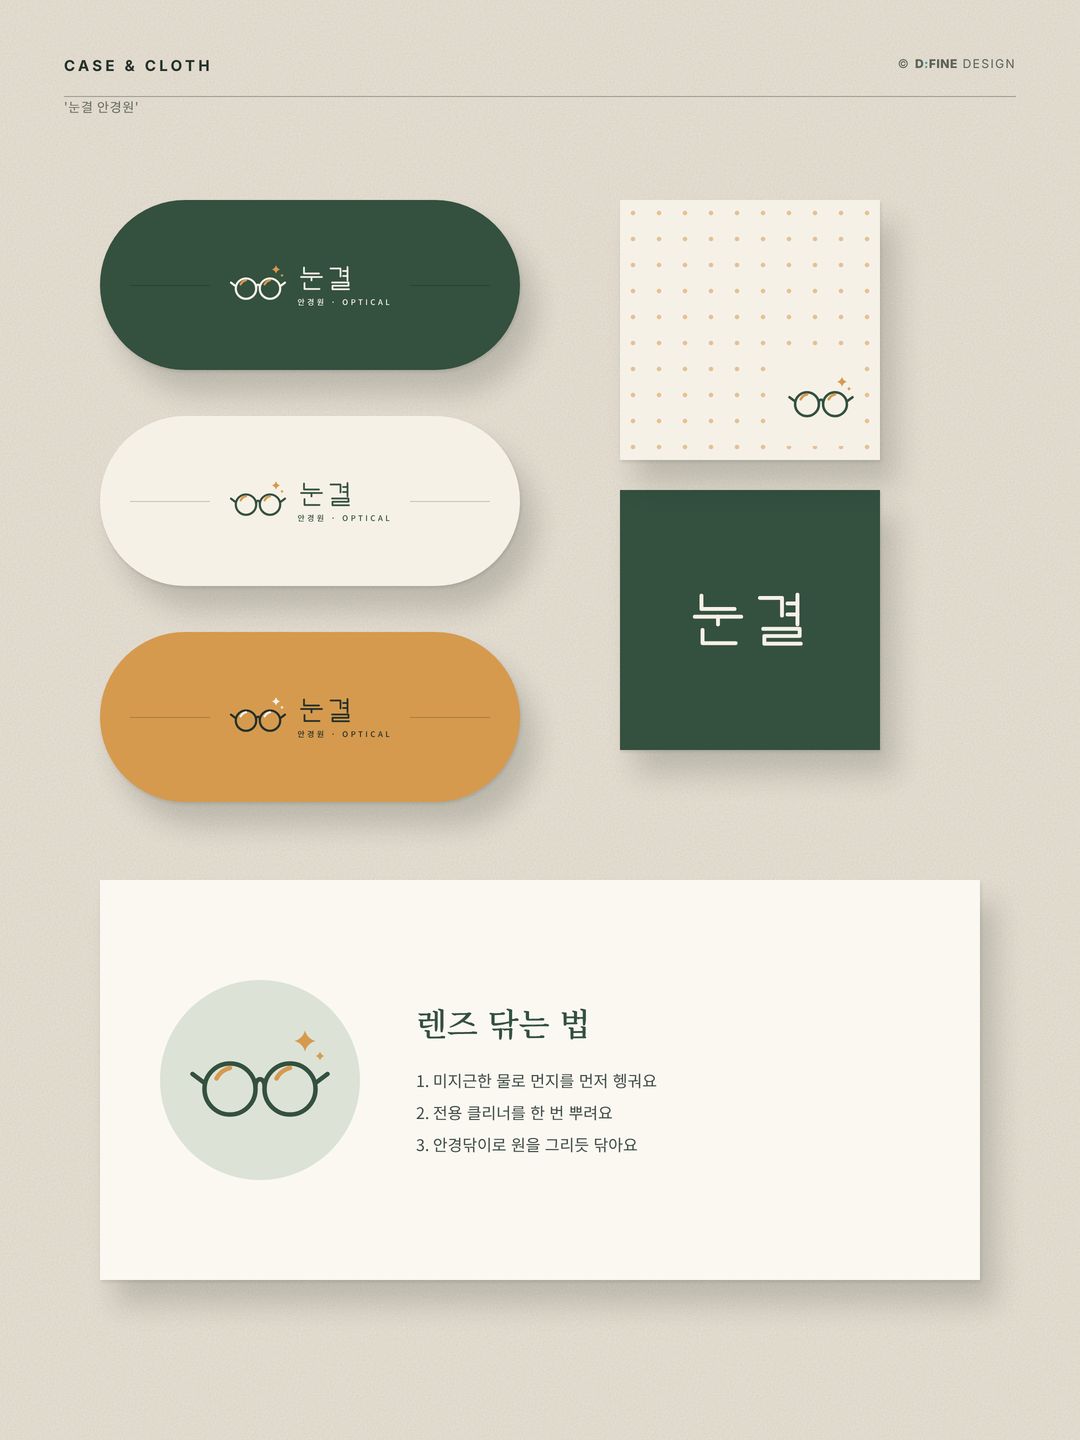 CASE & CLOTH
© D:FINE DESIGN
'눈결 안경원'
눈결
안경원 · OPTICAL
눈결
안경원 · OPTICAL
눈결
안경원 · OPTICAL
눈결
렌즈 닦는 법
1. 미지근한 물로 먼지를 먼저 헹궈요
2. 전용 클리너를 한 번 뿌려요
3. 안경닦이로 원을 그리듯 닦아요